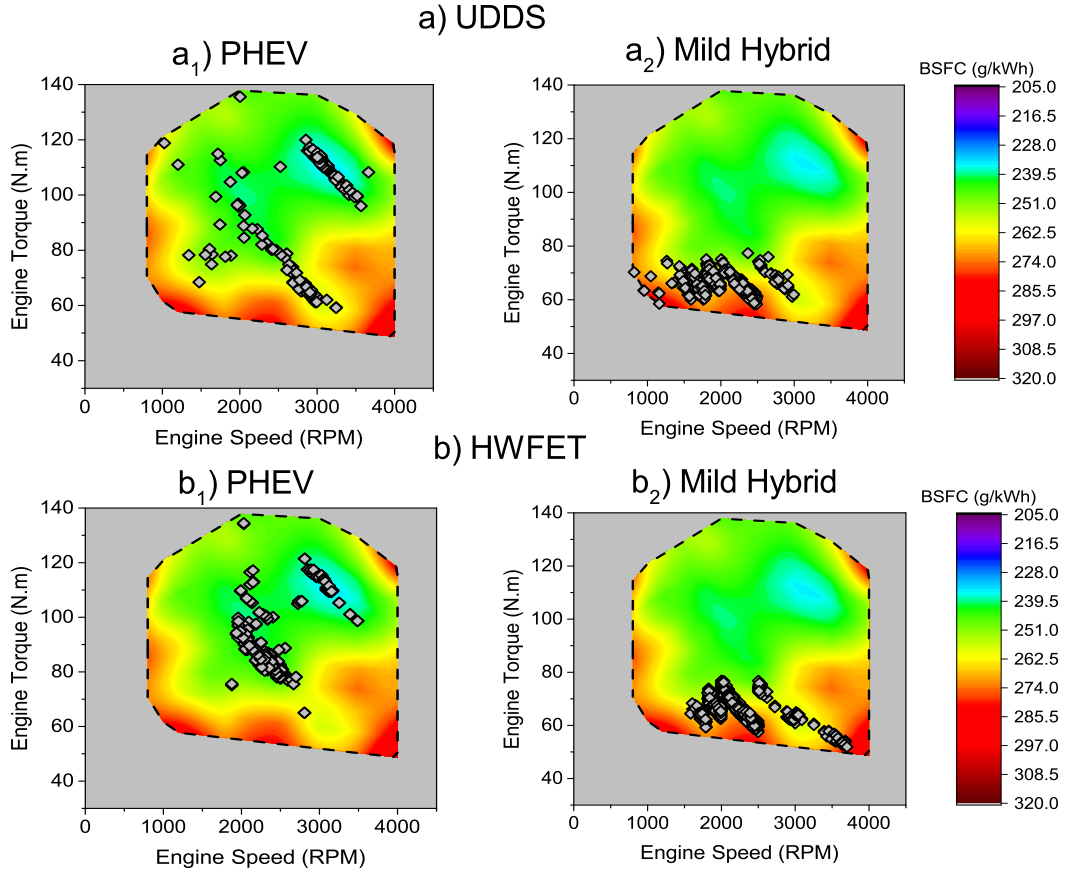 a) UDDS
a1) PHEV
a2) Mild Hybrid
BSFC (g/kWh)
140
120
100
80
60
40
Engine Torque (N.m)
0 1000 2000 3000 4000
Engine Speed (RPM)
140
120
100
80
60
40
Engine Torque (N.m)
0 1000 2000 3000 4000
Engine Speed (RPM)
205.0
216.5
228.0
239.5
251.0
262.5
274.0
285.5
297.0
308.5
320.0
b) HWFET
b1) PHEV
b2) Mild Hybrid
BSFC (g/kWh)
140
120
100
80
60
40
Engine Torque (N.m)
0 1000 2000 3000 4000
Engine Speed (RPM)
140
120
100
80
60
40
Engine Torque (N.m)
0 1000 2000 3000 4000
Engine Speed (RPM)
205.0
216.5
228.0
239.5
251.0
262.5
274.0
285.5
297.0
308.5
320.0